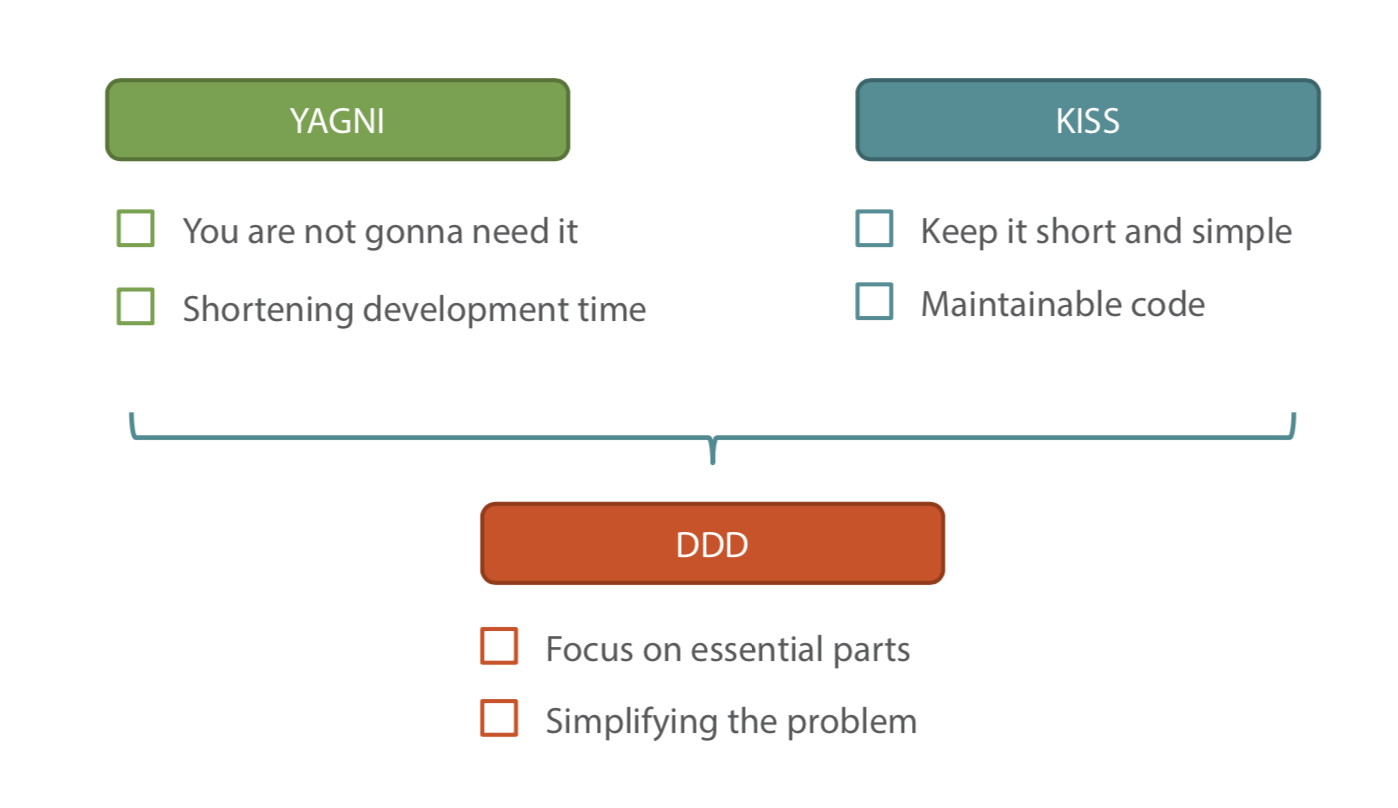 YAGNI
You are not gonna need it
Shortening development time
KISS
Keep it short and simple
Maintainable code
DDD
Focus on essential parts
Simplifying the problem